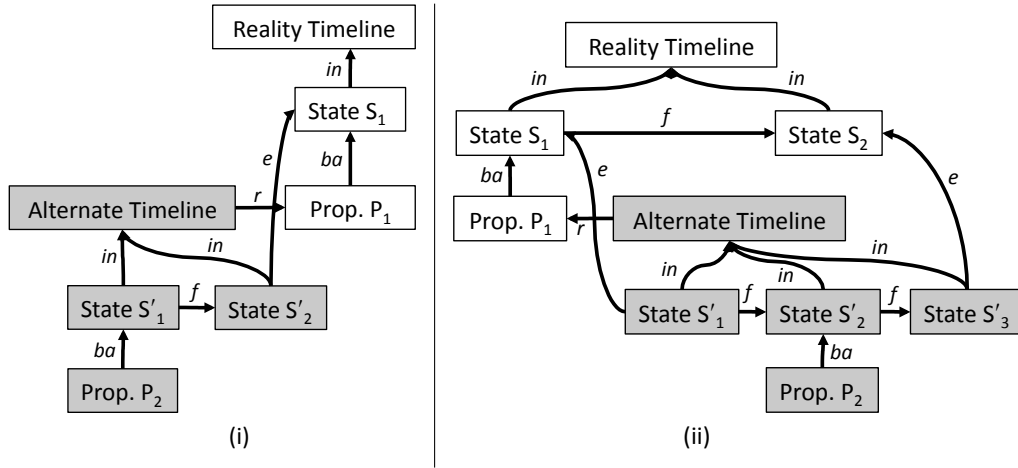 Reality Timeline
in
State S₁
e
ba
Alternate Timeline
r
Prop. P₁
in
in
State S′₁
f
State S′₂
ba
Prop. P₂
(i)
Reality Timeline
in
in
State S₁
f
State S₂
ba
e
e
Prop. P₁
r
Alternate Timeline
in
in
in
State S′₁
f
State S′₂
f
State S′₃
ba
Prop. P₂
(ii)